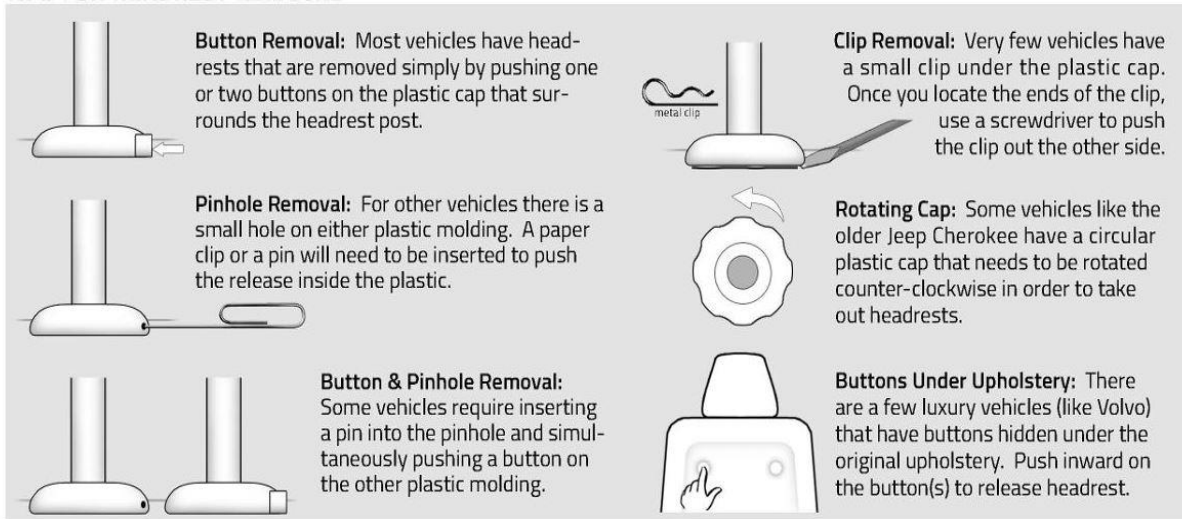 Button Removal: Most vehicles have head-
rests that are removed simply by pushing one
or two buttons on the plastic cap that sur-
rounds the headrest post.
Pinhole Removal: For other vehicles there is a
small hole on either plastic molding. A paper
clip or a pin will need to be inserted to push
the release inside the plastic.
Button & Pinhole Removal:
Some vehicles require inserting
a pin into the pinhole and simul-
taneously pushing a button on
the other plastic molding.
Clip Removal: Very few vehicles have
a small clip under the plastic cap.
Once you locate the ends of the clip,
use a screwdriver to push
the clip out the other side.
metal clip
Rotating Cap: Some vehicles like the
older Jeep Cherokee have a circular
plastic cap that needs to be rotated
counter-clockwise in order to take
out headrests.
Buttons Under Upholstery: There
are a few luxury vehicles (like Volvo)
that have buttons hidden under the
original upholstery. Push inward on
the button(s) to release headrest.